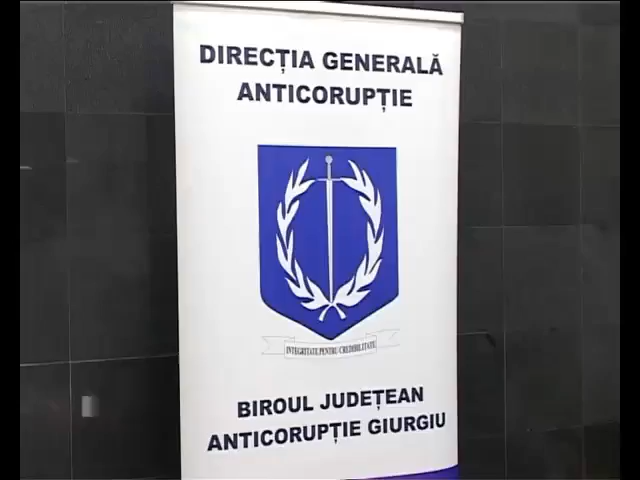 DIRECȚIA GENERALĂ
ANTICORUPȚIE
INTEGRITATE PENTRU CREDIBILITATE
BIROUL JUDEȚEAN
ANTICORUPȚIE GIURGIU